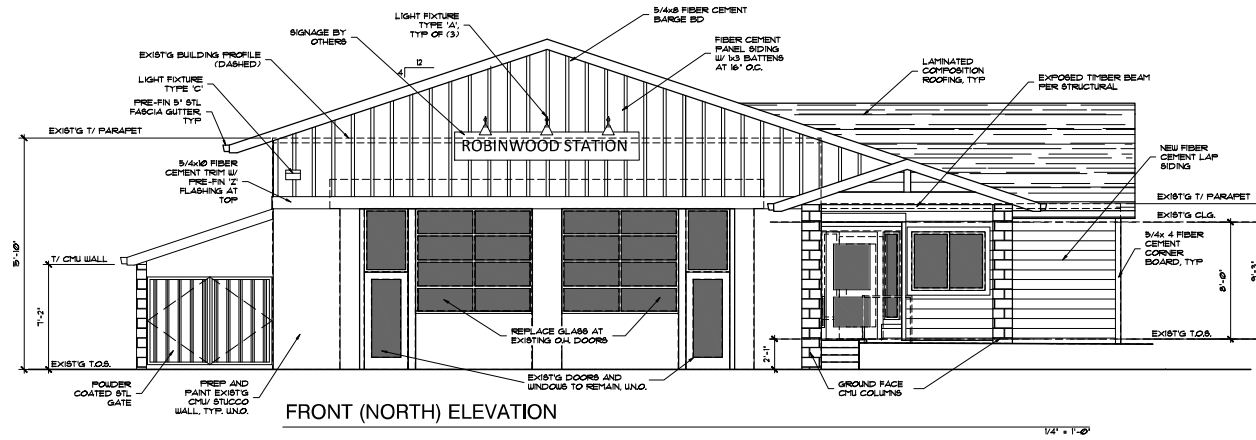 LIGHT FIXTURE
TYPE 'A',
TYP OF (3)
5/4x8 FIBER CEMENT
BARGE BD
SIGNAGE BY
OTHERS
FIBER CEMENT
PANEL SIDING
W/ 1x3 BATTENS
AT 16" O.C.
EXIST'G BUILDING PROFILE
(DASHED)
12
4
LIGHT FIXTURE
TYPE 'C'
LAMINATED
COMPOSITION
ROOFING, TYP
EXPOSED TIMBER BEAM
PER STRUCTURAL
PRE-FIN 5" STL
FASCIA GUTTER,
TYP
EXIST'G T/ PARAPET
ROBINWOOD STATION
NEW FIBER
CEMENT LAP
SIDING
5/4x10 FIBER
CEMENT TRIM W/
PRE-FIN 'Z'
FLASHING AT
TOP
EXIST'G T/ PARAPET
EXIST'G CLG.
5/4x 4 FIBER
CEMENT
CORNER
BOARD, TYP
15'-10"
T/ CMU WALL
7'-2"
8'-0"
9'-3"
REPLACE GLASS AT
EXISTING O.H. DOORS
EXIST'G T.O.S.
2'-1"
EXIST'G T.O.S.
POWDER
COATED STL
GATE
PREP AND
PAINT EXIST'G
CMU/ STUCCO
WALL, TYP. U.N.O.
EXIST'G DOORS AND
WINDOWS TO REMAIN, U.N.O.
GROUND FACE
CMU COLUMNS
FRONT (NORTH) ELEVATION
1/4" = 1'-0"